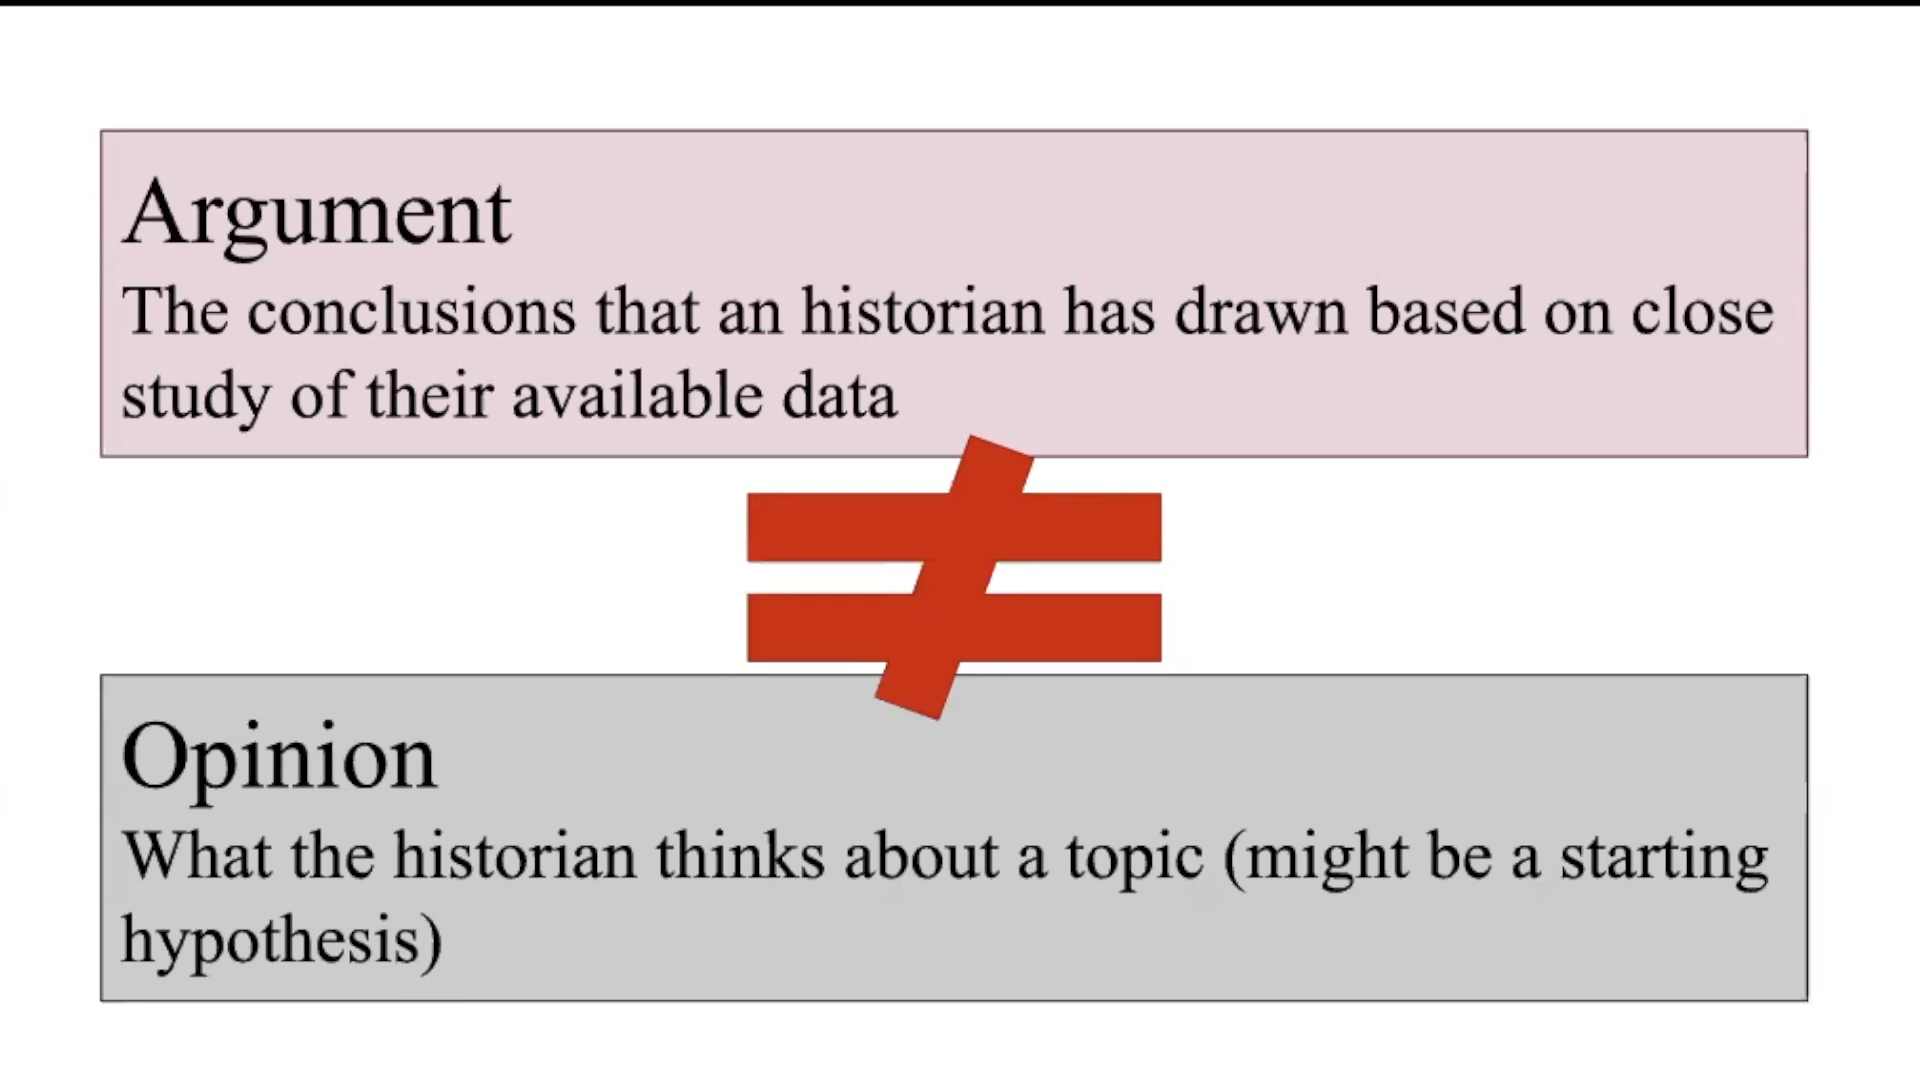 Argument
The conclusions that an historian has drawn based on close
study of their available data
Opinion
What the historian thinks about a topic (might be a starting
hypothesis)